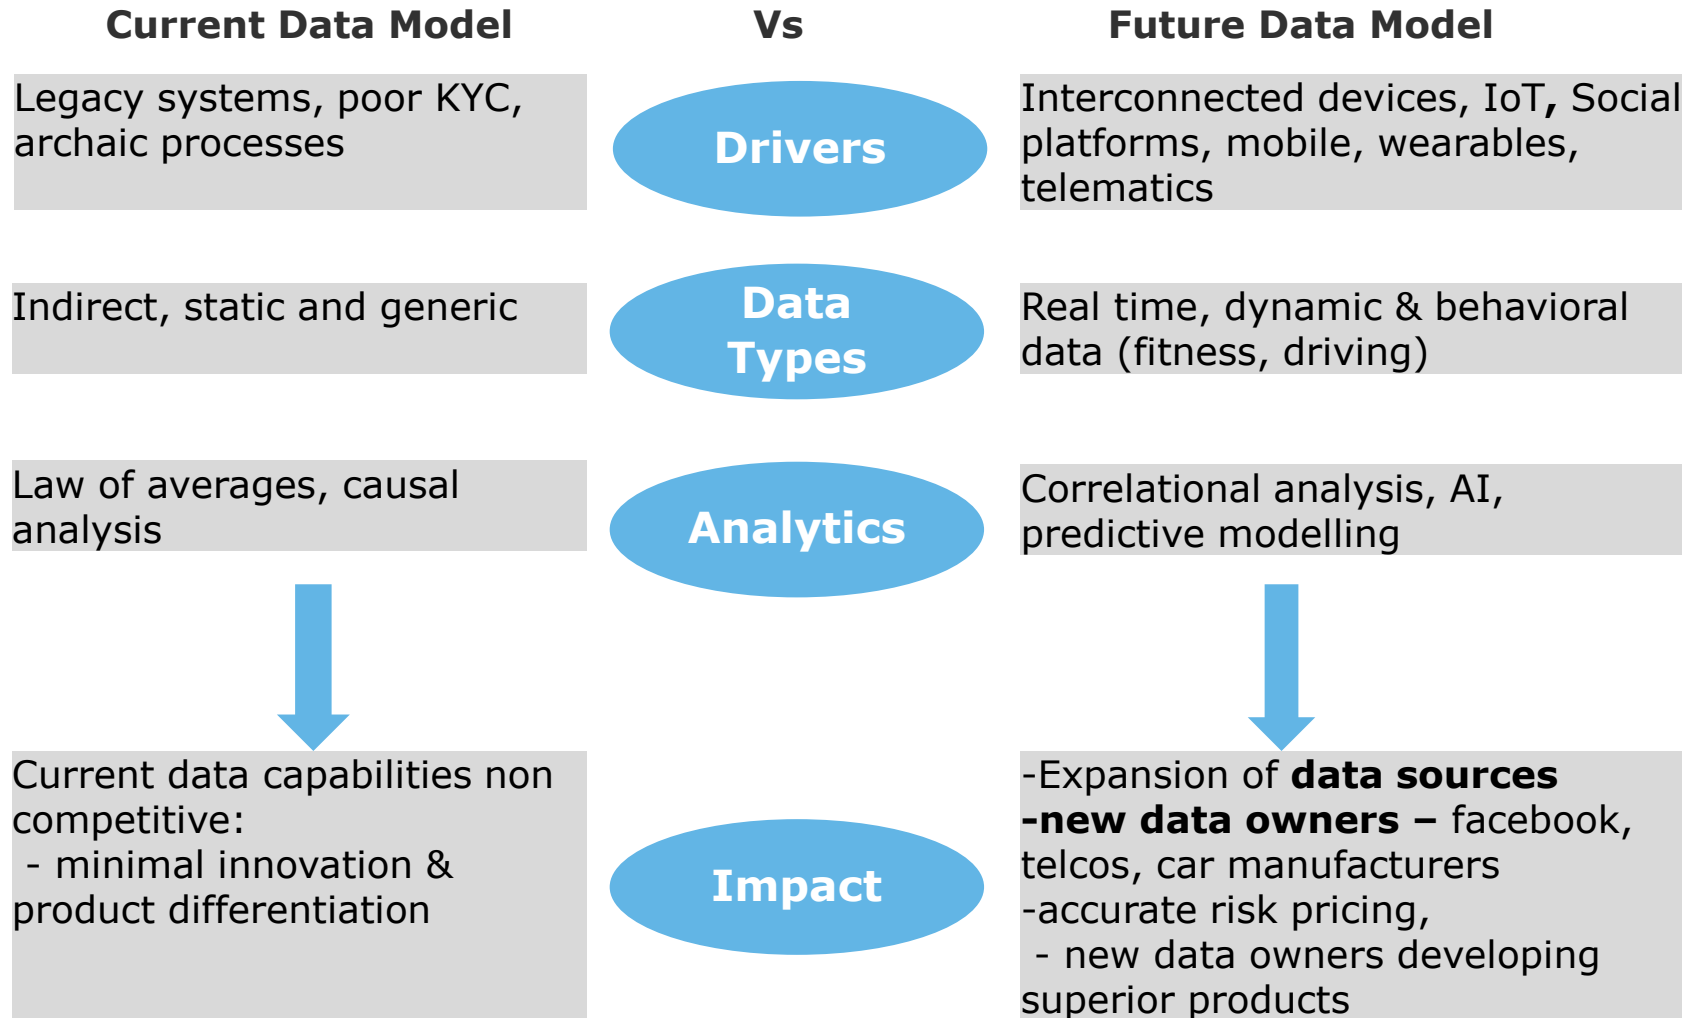 Current Data Model Vs Future Data Model
Legacy systems, poor KYC,
archaic processes
Drivers
Interconnected devices, IoT, Social
platforms, mobile, wearables,
telematics
Indirect, static and generic
Data
Types
Real time, dynamic & behavioral
data (fitness, driving)
Law of averages, causal
analysis
Analytics
Correlational analysis, AI,
predictive modelling
Current data capabilities non
competitive:
- minimal innovation &
product differentiation
Impact
-Expansion of data sources
-new data owners – facebook,
telcos, car manufacturers
-accurate risk pricing,
- new data owners developing
superior products